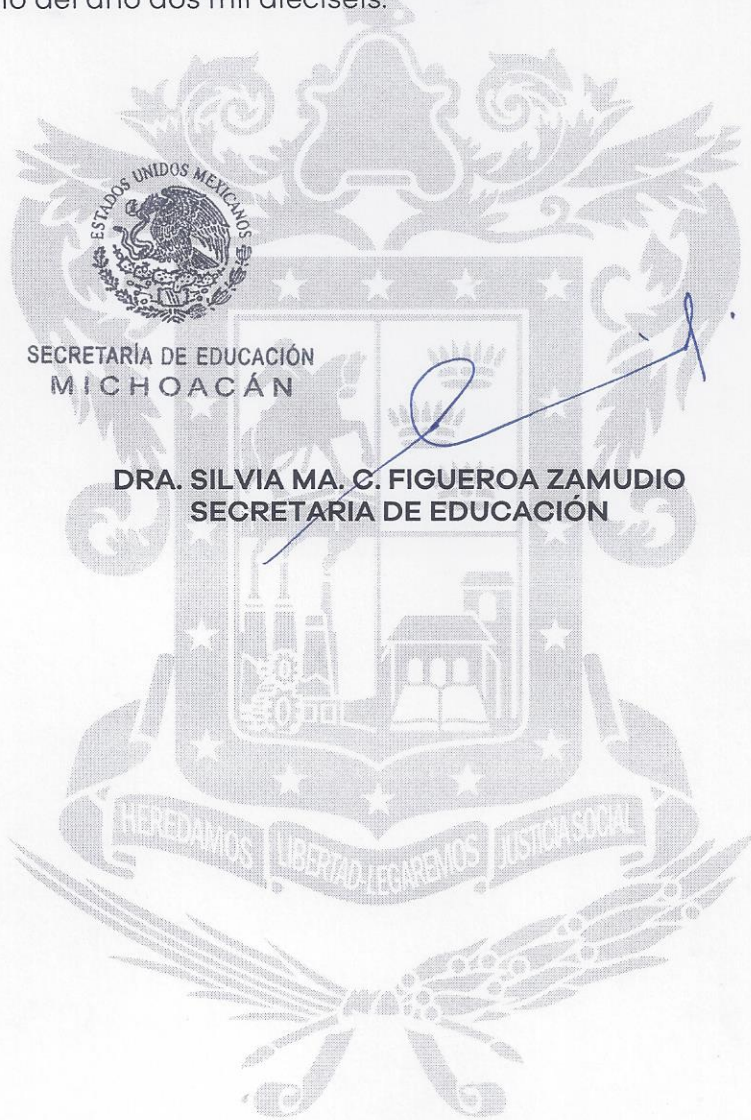 del año dos mil dieciséis.
ESTADOS UNIDOS MEXICANOS
SECRETARÍA DE EDUCACIÓN
MICHOACÁN
DRA. SILVIA MA. C. FIGUEROA ZAMUDIO
SECRETARIA DE EDUCACIÓN
HEREDAMOS LIBERTAD-LEGAREMOS JUSTICIA SOCIAL